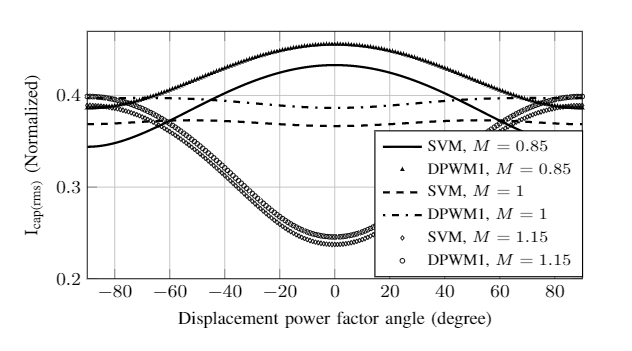 I_cap(rms) (Normalized)
0.4
0.3
0.2
SVM, M = 0.85
DPWM1, M = 0.85
SVM, M = 1
DPWM1, M = 1
SVM, M = 1.15
DPWM1, M = 1.15
−80 −60 −40 −20 0 20 40 60 80
Displacement power factor angle (degree)